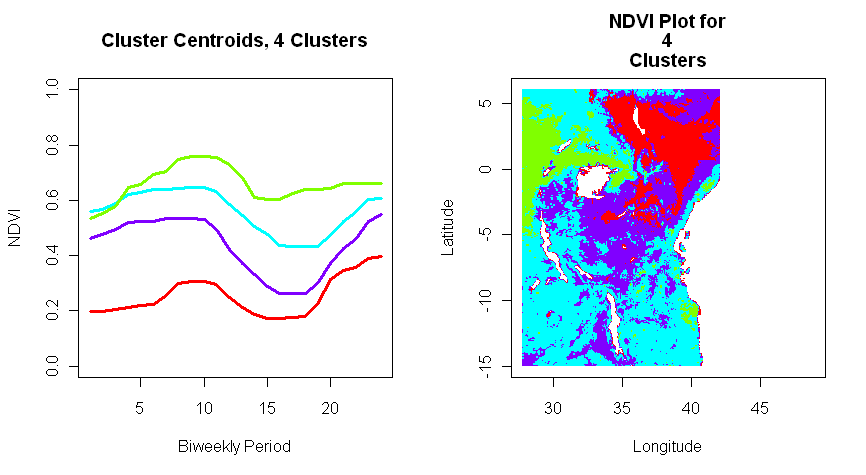 Cluster Centroids, 4 Clusters
NDVI
1.0
0.8
0.6
0.4
0.2
0.0
5
10
15
20
Biweekly Period
NDVI Plot for
4
Clusters
Latitude
5
0
-5
-10
-15
30
35
40
45
Longitude